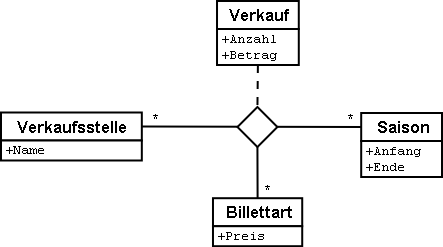 Verkauf
+Anzahl
+Betrag
Verkaufsstelle
+Name
*
*
Saison
+Anfang
+Ende
*
Billettart
+Preis